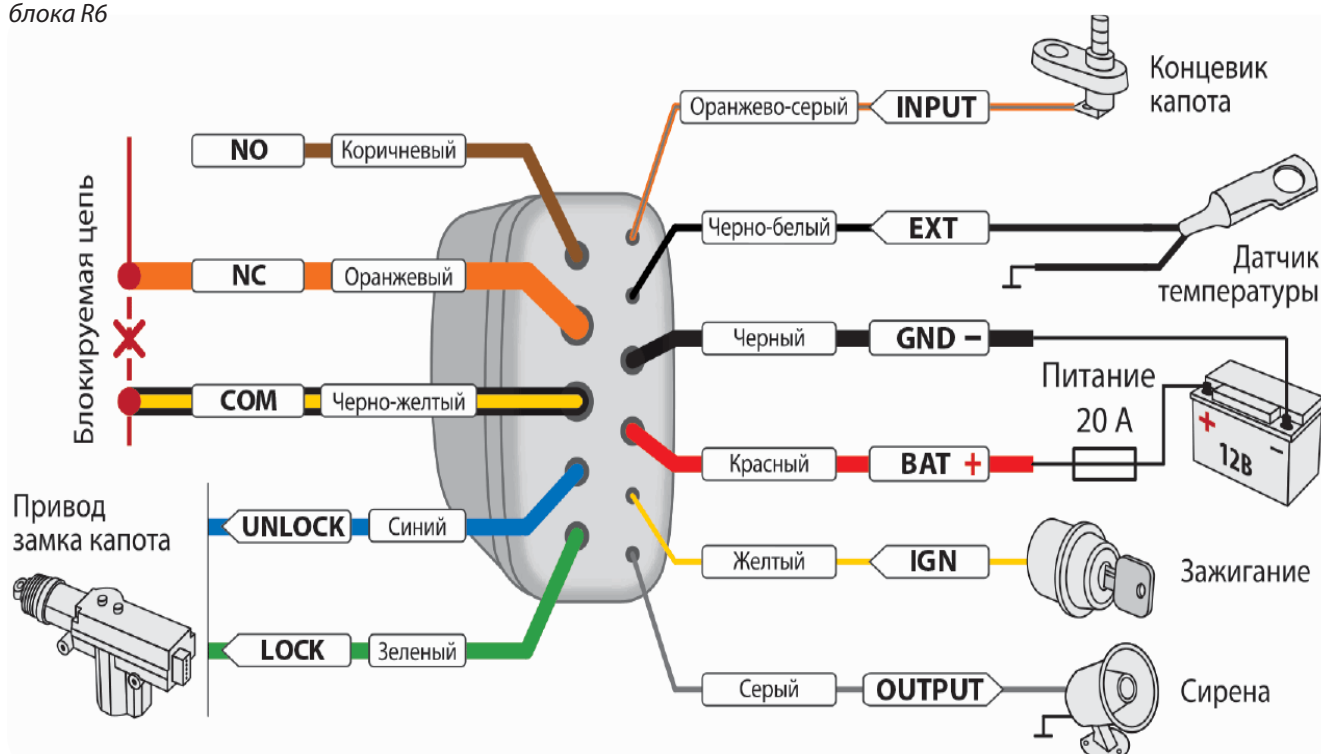 блока R6
Концевик
капота
Оранжево-серый
INPUT
NO
Коричневый
Блокируемая цепь
Черно-белый
EXT
Датчик
температуры
NC
Оранжевый
Черный
GND −
Питание
20 А
COM
Черно-желтый
Красный
BAT +
+
−
12В
Привод
замка капота
UNLOCK
Синий
Желтый
IGN
Зажигание
LOCK
Зеленый
Серый
OUTPUT
Сирена